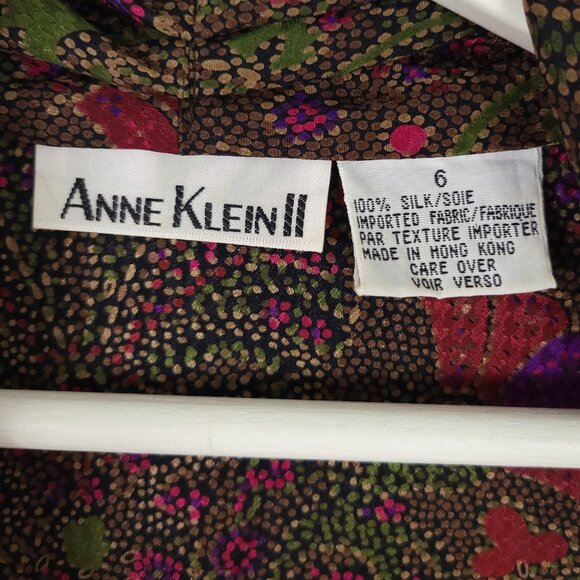 ANNE KLEIN II
6
100% SILK/SOIE
IMPORTED FABRIC/FABRIQUE
PAR TEXTURE IMPORTER
MADE IN HONG KONG
CARE OVER
VOIR VERSO